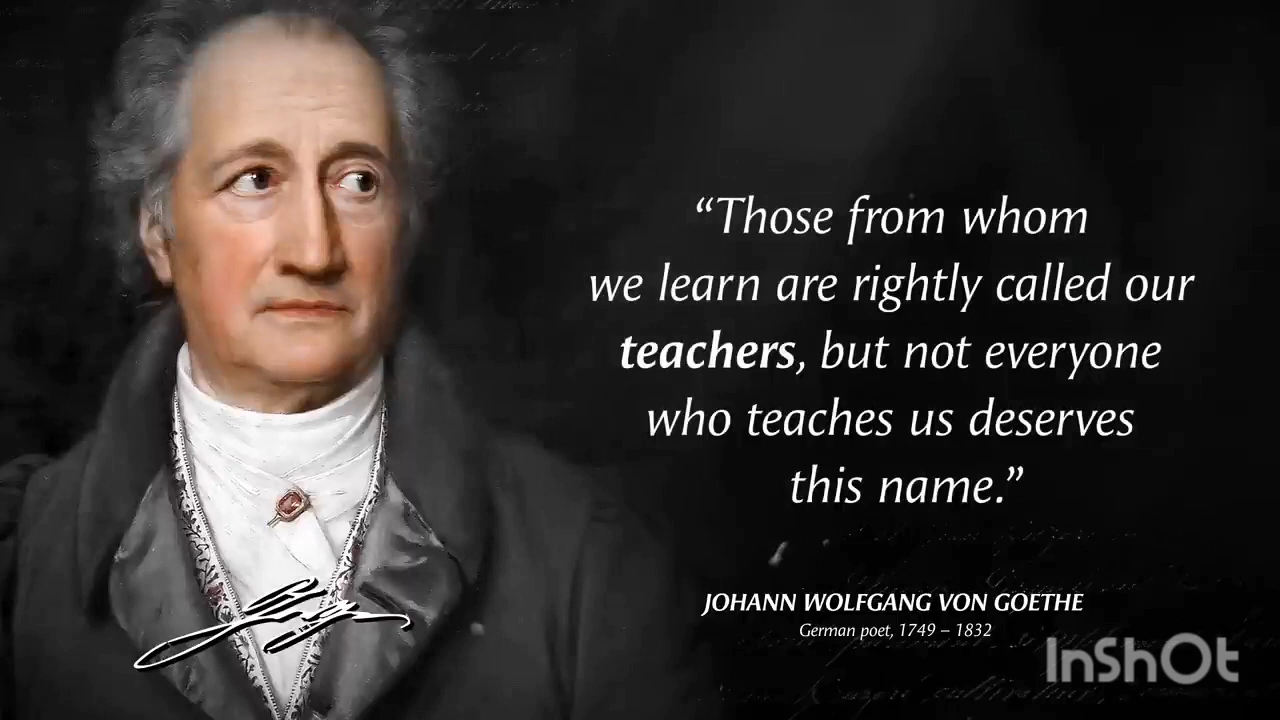 “Those from whom
we learn are rightly called our
teachers, but not everyone
who teaches us deserves
this name.”
JOHANN WOLFGANG VON GOETHE
German poet, 1749 – 1832
InShOt